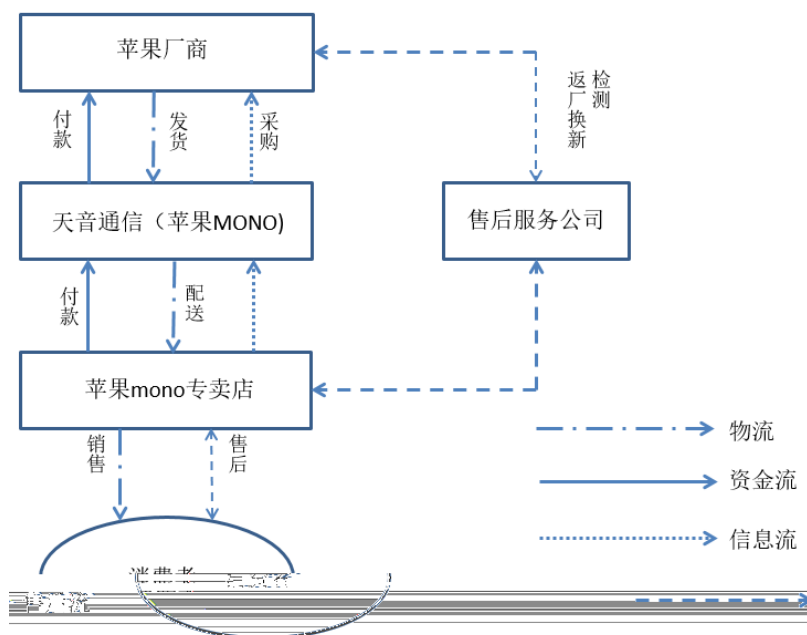 苹果厂商
付款
发货
采购
检测
返厂换新
天音通信（苹果MONO)
售后服务公司
付款
配送
苹果mono专卖店
销售
售后
物流
资金流
信息流
消费者